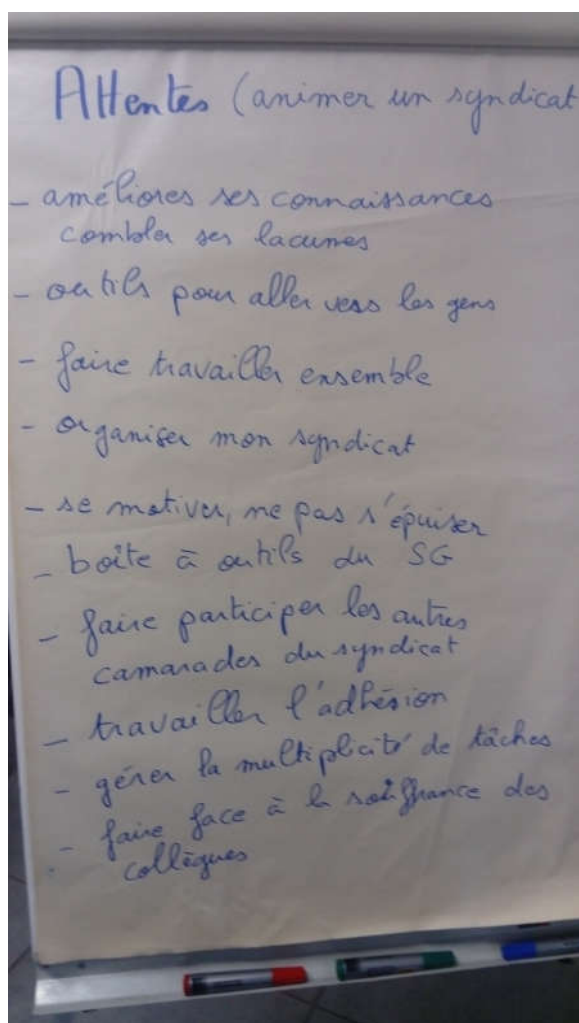 Attentes (animer un syndicat
- améliorer ses connaissances
combler ses lacunes
- outils pour aller vers les gens
- faire travailler ensemble
- organiser mon syndicat
- se motiver, ne pas s'épuiser
- boîte à outils du SG
- faire participer les autres
camarades du syndicat
- travailler l'adhésion
- gérer la multiplicité de tâches
- faire face à la souffrance des
collègues